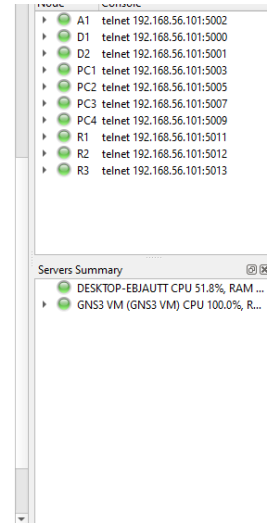 Node Console
A1 telnet 192.168.56.101:5002
D1 telnet 192.168.56.101:5000
D2 telnet 192.168.56.101:5001
PC1 telnet 192.168.56.101:5003
PC2 telnet 192.168.56.101:5005
PC3 telnet 192.168.56.101:5007
PC4 telnet 192.168.56.101:5009
R1 telnet 192.168.56.101:5011
R2 telnet 192.168.56.101:5012
R3 telnet 192.168.56.101:5013
Servers Summary
DESKTOP-EBJAUTT CPU 51.8%, RAM ...
GNS3 VM (GNS3 VM) CPU 100.0%, R...